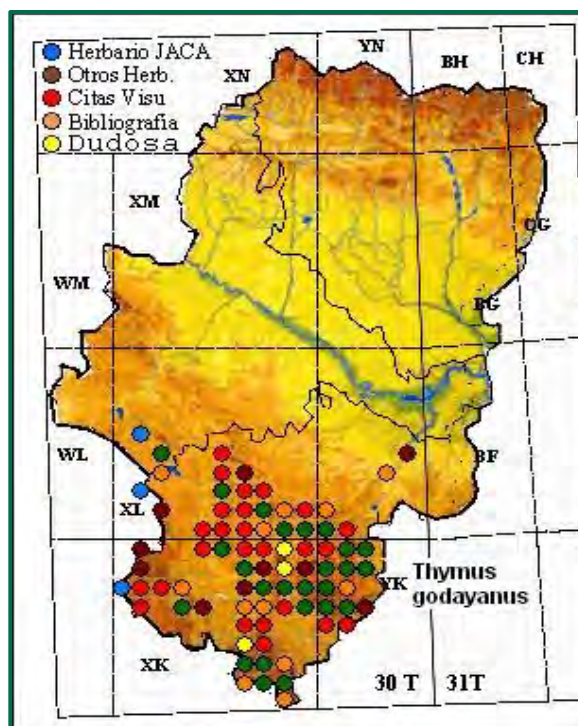 YN
BH
CH
Herbario JACA
XN
Otros Herb.
Citas Visu
Bibliografia
Dudosa
XM
CG
WM
BG
WL
BF
XL
YK
Thymus
godayanus
XK
30 T
31T